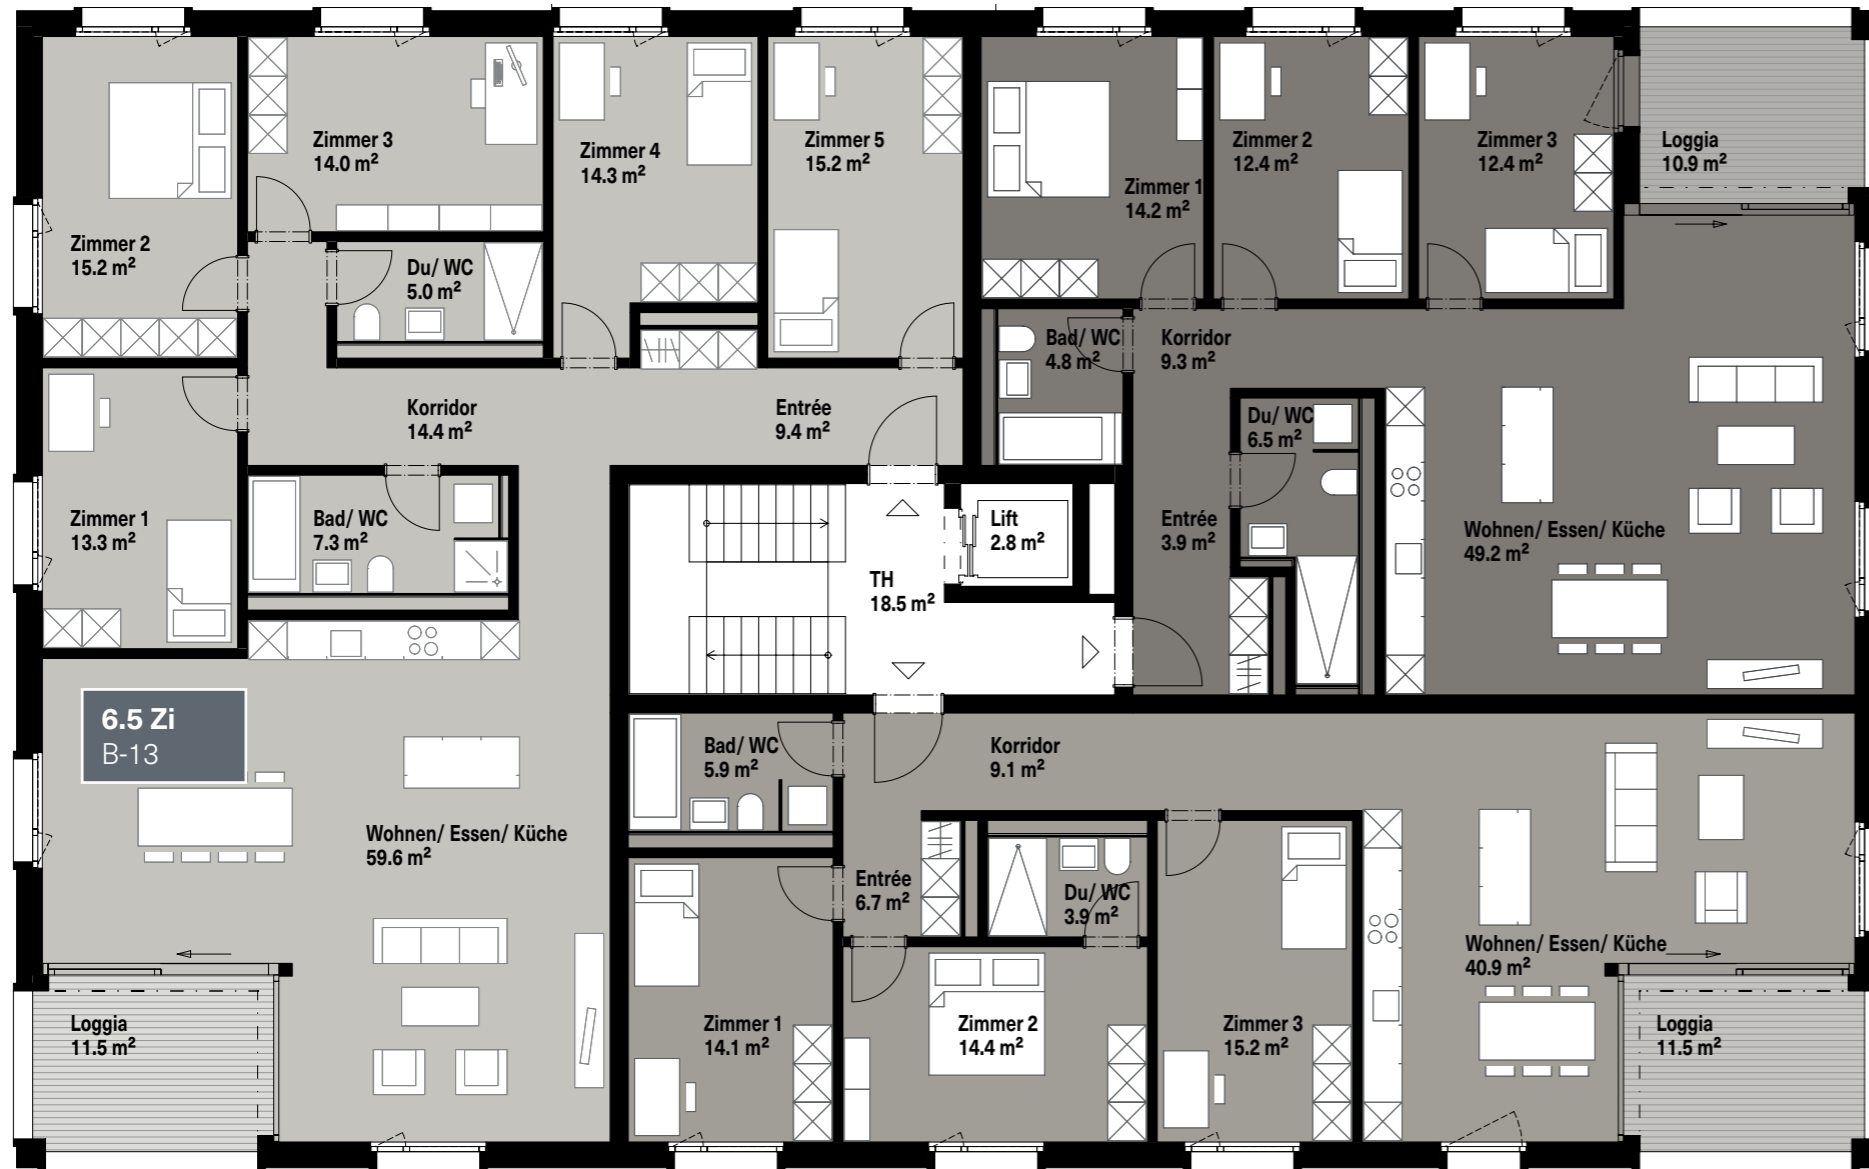 Zimmer 2
15.2 m²
Zimmer 3
14.0 m²
Zimmer 4
14.3 m²
Zimmer 5
15.2 m²
Du/ WC
5.0 m²
Zimmer 1
13.3 m²
Korridor
14.4 m²
Entrée
9.4 m²
Bad/ WC
7.3 m²
6.5 Zi
B-13
Wohnen/ Essen/ Küche
59.6 m²
Loggia
11.5 m²
Zimmer 1
14.2 m²
Zimmer 2
12.4 m²
Zimmer 3
12.4 m²
Loggia
10.9 m²
Bad/ WC
4.8 m²
Korridor
9.3 m²
Du/ WC
6.5 m²
Entrée
3.9 m²
Wohnen/ Essen/ Küche
49.2 m²
Lift
2.8 m²
TH
18.5 m²
Bad/ WC
5.9 m²
Korridor
9.1 m²
Entrée
6.7 m²
Du/ WC
3.9 m²
Zimmer 1
14.1 m²
Zimmer 2
14.4 m²
Zimmer 3
15.2 m²
Wohnen/ Essen/ Küche
40.9 m²
Loggia
11.5 m²